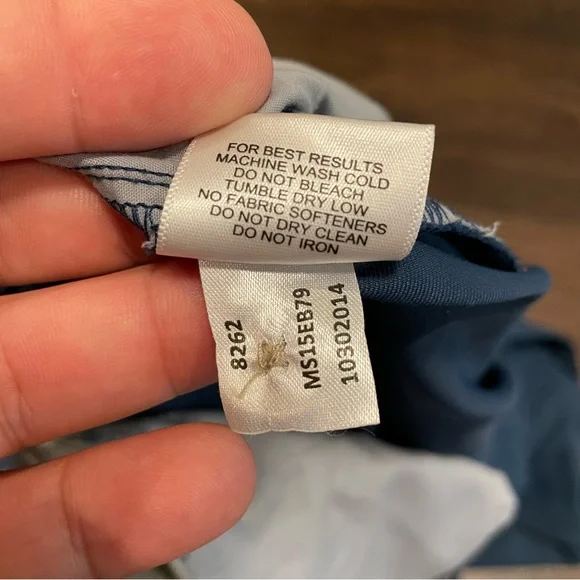 FOR BEST RESULTS
MACHINE WASH COLD
DO NOT BLEACH
TUMBLE DRY LOW
NO FABRIC SOFTENERS
DO NOT DRY CLEAN
DO NOT IRON
8262
MS15EB79
10302014